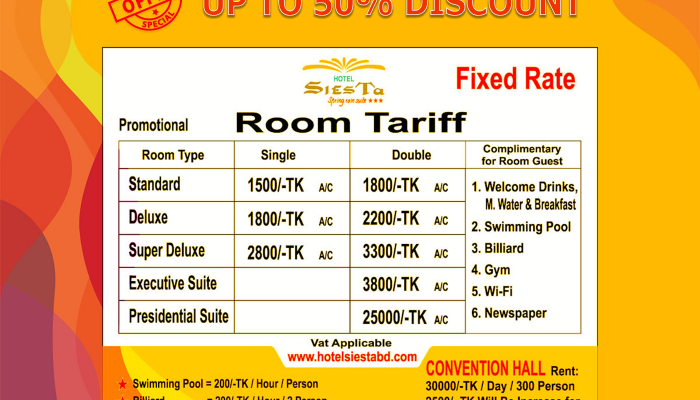 OFFER
SPECIAL
UP TO 50% DISCOUNT
HOTEL
SIESTa
Fixed Rate
Promotional
Room Tariff
Room Type Single Double Complimentary
for Room Guest
Standard 1500/-TK A/C 1800/-TK A/C
Deluxe 1800/-TK A/C 2200/-TK A/C
Super Deluxe 2800/-TK A/C 3300/-TK A/C
Executive Suite 3800/-TK A/C
Presidential Suite 25000/-TK A/C
1. Welcome Drinks,
M. Water & Breakfast
2. Swimming Pool
3. Billiard
4. Gym
5. Wi-Fi
6. Newspaper
Vat Applicable
www.hotelsiestabd.com
★ Swimming Pool = 200/-TK / Hour / Person
CONVENTION HALL Rent:
30000/-TK / Day / 300 Person